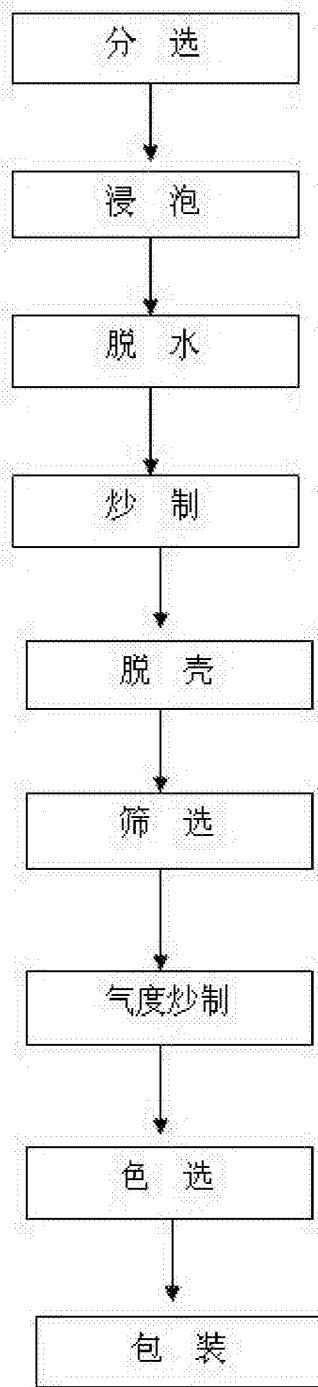 分 选
浸 泡
脱 水
炒 制
脱 壳
筛 选
气度炒制
色 选
包 装